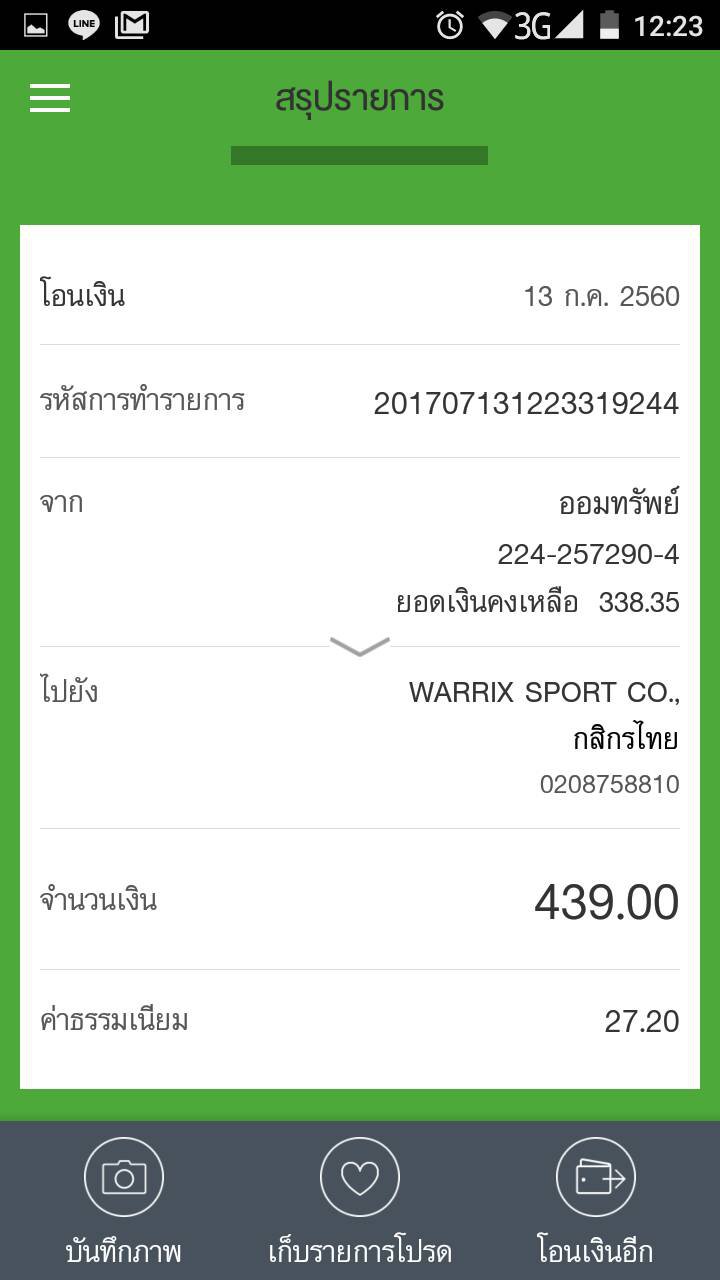 LINE
3G
12:23
สรุปรายการ
โอนเงิน 13 ก.ค. 2560
รหัสการทำรายการ 201707131223319244
จาก ออมทรัพย์
224-257290-4
ยอดเงินคงเหลือ 338.35
ไปยัง WARRIX SPORT CO.,
กสิกรไทย
0208758810
จำนวนเงิน 439.00
ค่าธรรมเนียม 27.20
บันทึกภาพ เก็บรายการโปรด โอนเงินอีก